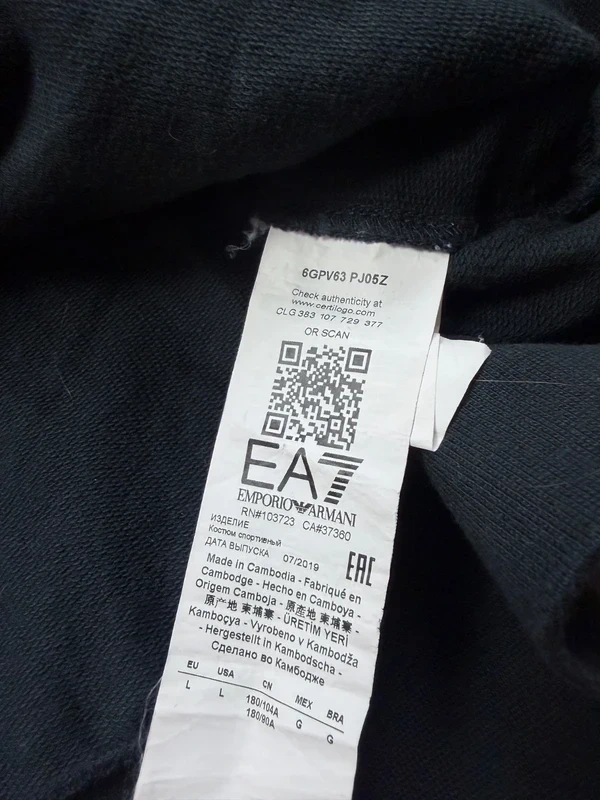 6GPV63 PJ05Z
Check authenticity at
www.certilogo.com
CLG 383 107 729 377
OR SCAN
EA7
EMPORIO ARMANI
RN#103723 CA#37360
ИЗДЕЛИЕ
Костюм спортивный
ДАТА ВЫПУСКА 07/2019
EAC
Made in Cambodia - Fabriqué en
Cambodge - Hecho en Camboya -
Origem Camboja - 原産地 柬埔寨 -
原产地 柬埔寨 - ÜRETİM YERİ
Kamboçya - Vyrobeno v Kambodža
- Hergestellt in Kambodscha -
Сделано во Камбодже
EU USA CN MEX BRA
L L 180/104A G G
180/90A